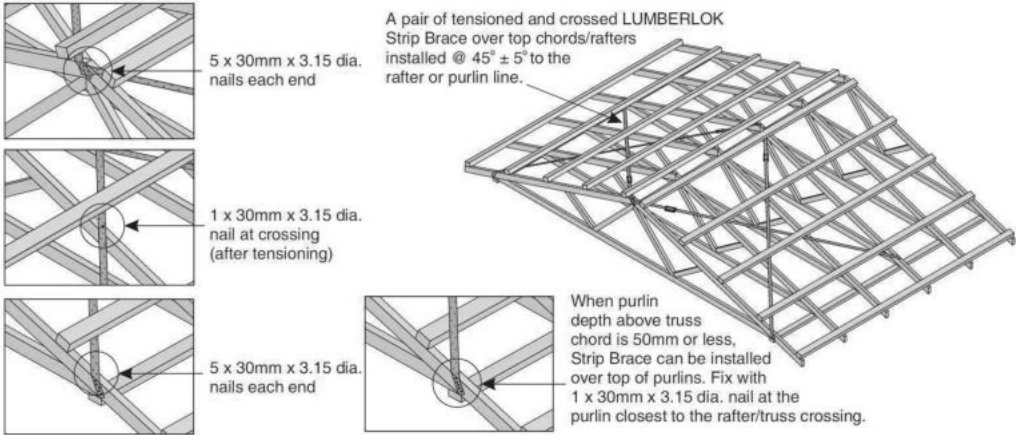 5 x 30mm x 3.15 dia.
nails each end
A pair of tensioned and crossed LUMBERLOK
Strip Brace over top chords/rafters
installed @ 45° ± 5° to the
rafter or purlin line.
1 x 30mm x 3.15 dia.
nail at crossing
(after tensioning)
5 x 30mm x 3.15 dia.
nails each end
When purlin
depth above truss
chord is 50mm or less,
Strip Brace can be installed
over top of purlins. Fix with
1 x 30mm x 3.15 dia. nail at the
purlin closest to the rafter/truss crossing.